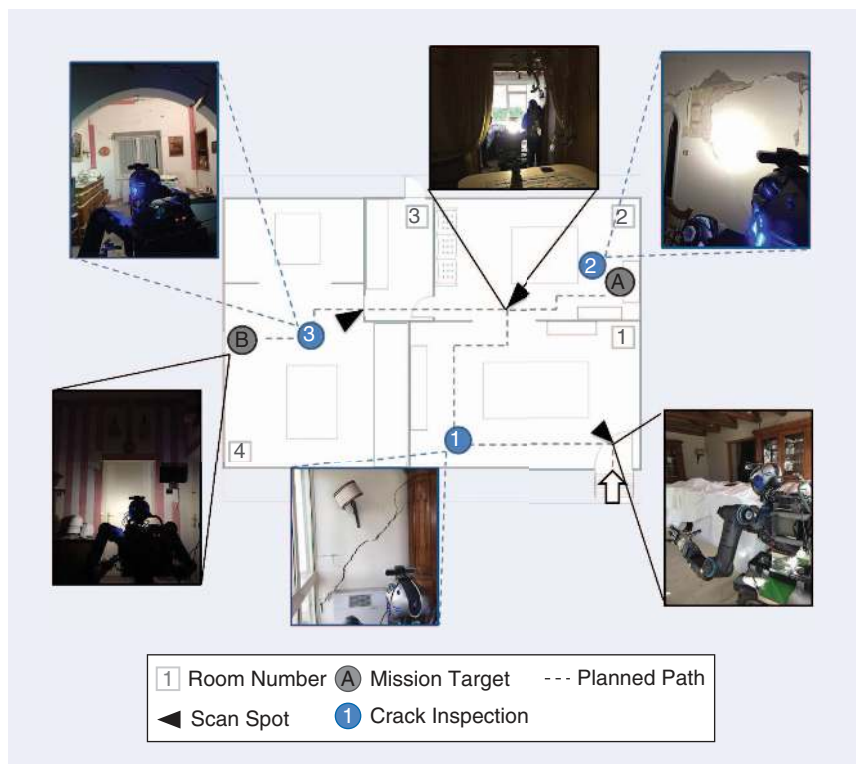 3
2
2
A
3
B
1
1
4
1 Room Number A Mission Target --- Planned Path
Scan Spot 1 Crack Inspection